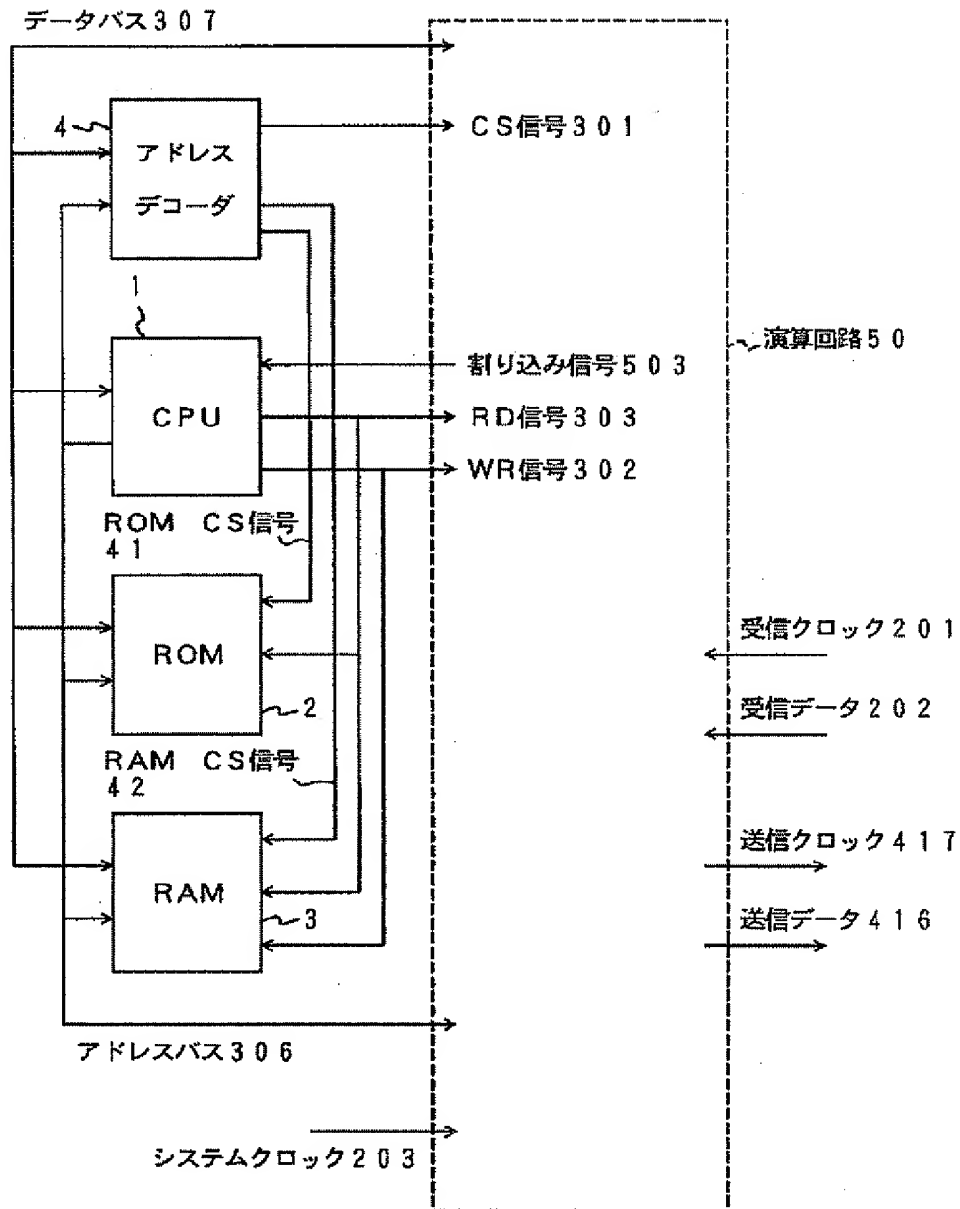 データバス307
4
アドレス
デコーダ
CS信号301
1
CPU
割り込み信号503
RD信号303
WR信号302
演算回路50
ROM CS信号
41
ROM
2
受信クロック201
受信データ202
RAM CS信号
42
RAM
3
送信クロック417
送信データ416
アドレスバス306
システムクロック203